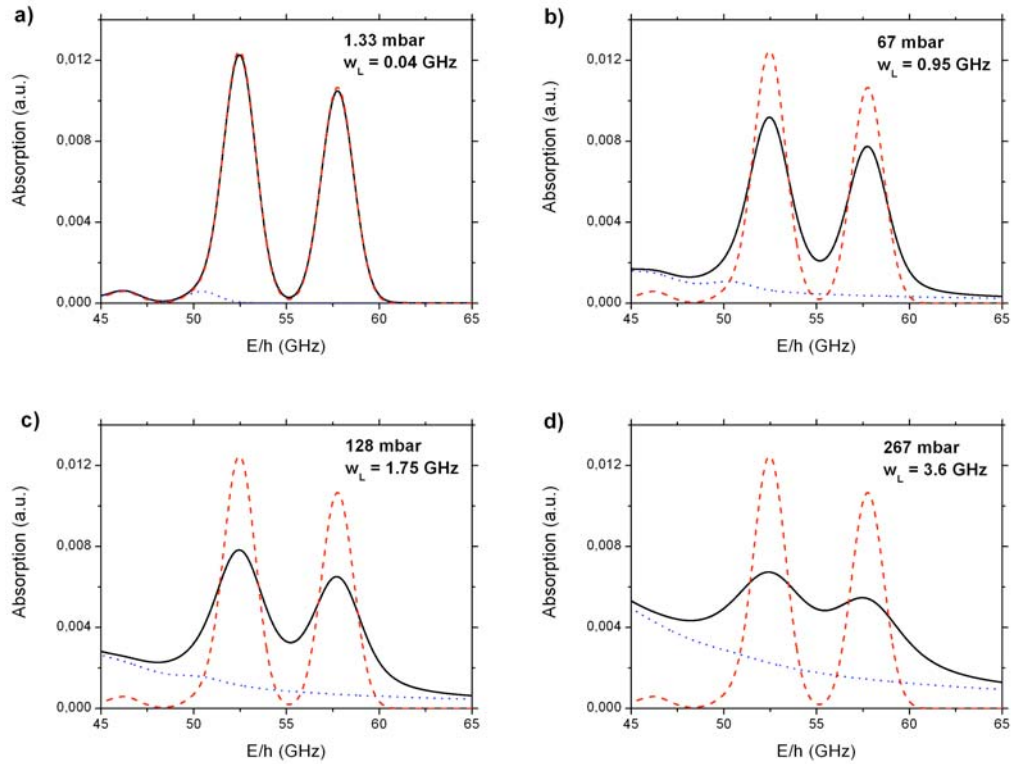 a)
1.33 mbar
w_L = 0.04 GHz
Absorption (a.u.)
0.012
0.008
0.004
0.000
45 50 55 60 65
E/h (GHz)
b)
67 mbar
w_L = 0.95 GHz
Absorption (a.u.)
0.012
0.008
0.004
0.000
45 50 55 60 65
E/h (GHz)
c)
128 mbar
w_L = 1.75 GHz
Absorption (a.u.)
0.012
0.008
0.004
0.000
45 50 55 60 65
E/h (GHz)
d)
267 mbar
w_L = 3.6 GHz
Absorption (a.u.)
0.012
0.008
0.004
0.000
45 50 55 60 65
E/h (GHz)